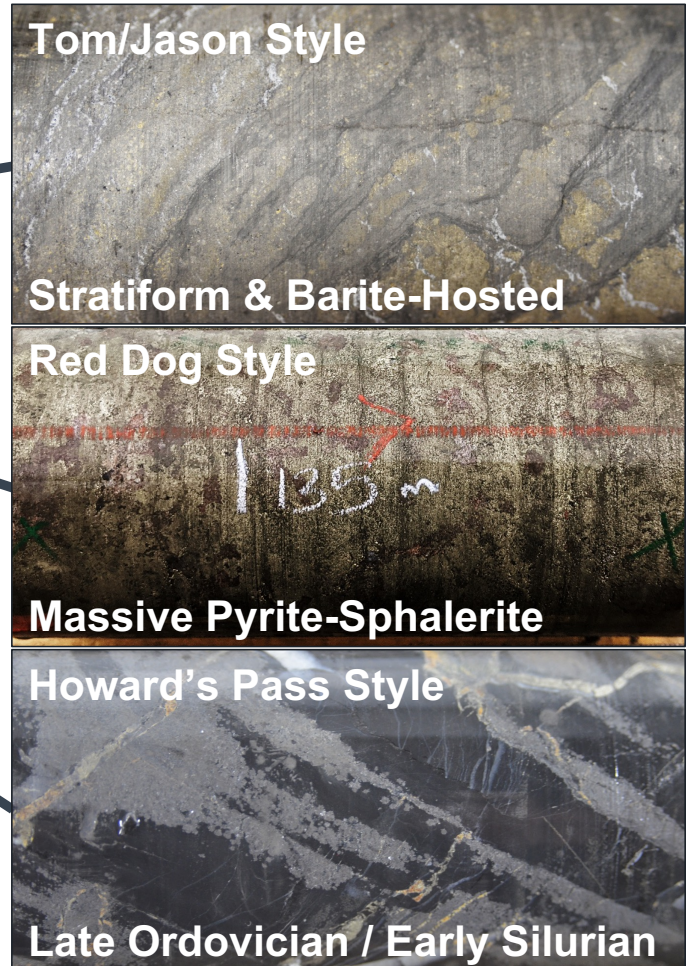 Tom/Jason Style
Stratiform & Barite-Hosted
Red Dog Style
135 m
Massive Pyrite-Sphalerite
Howard's Pass Style
Late Ordovician / Early Silurian